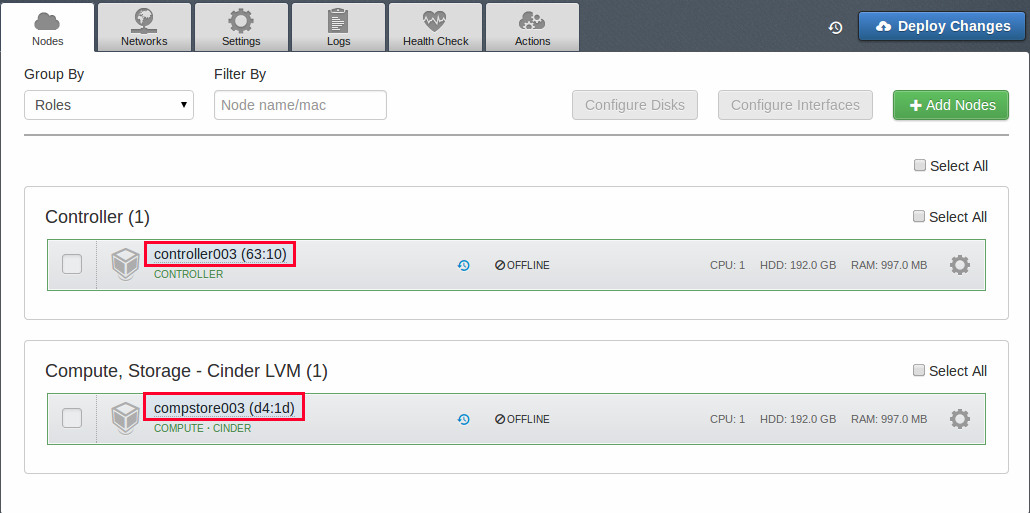 Nodes
Networks
Settings
Logs
Health Check
Actions
Deploy Changes
Group By
Filter By
Roles
Node name/mac
Configure Disks
Configure Interfaces
+ Add Nodes
Select All
Controller (1)
Select All
controller003 (63:10)
CONTROLLER
OFFLINE
CPU: 1 HDD: 192.0 GB RAM: 997.0 MB
Compute, Storage - Cinder LVM (1)
Select All
compstore003 (d4:1d)
COMPUTE · CINDER
OFFLINE
CPU: 1 HDD: 192.0 GB RAM: 997.0 MB